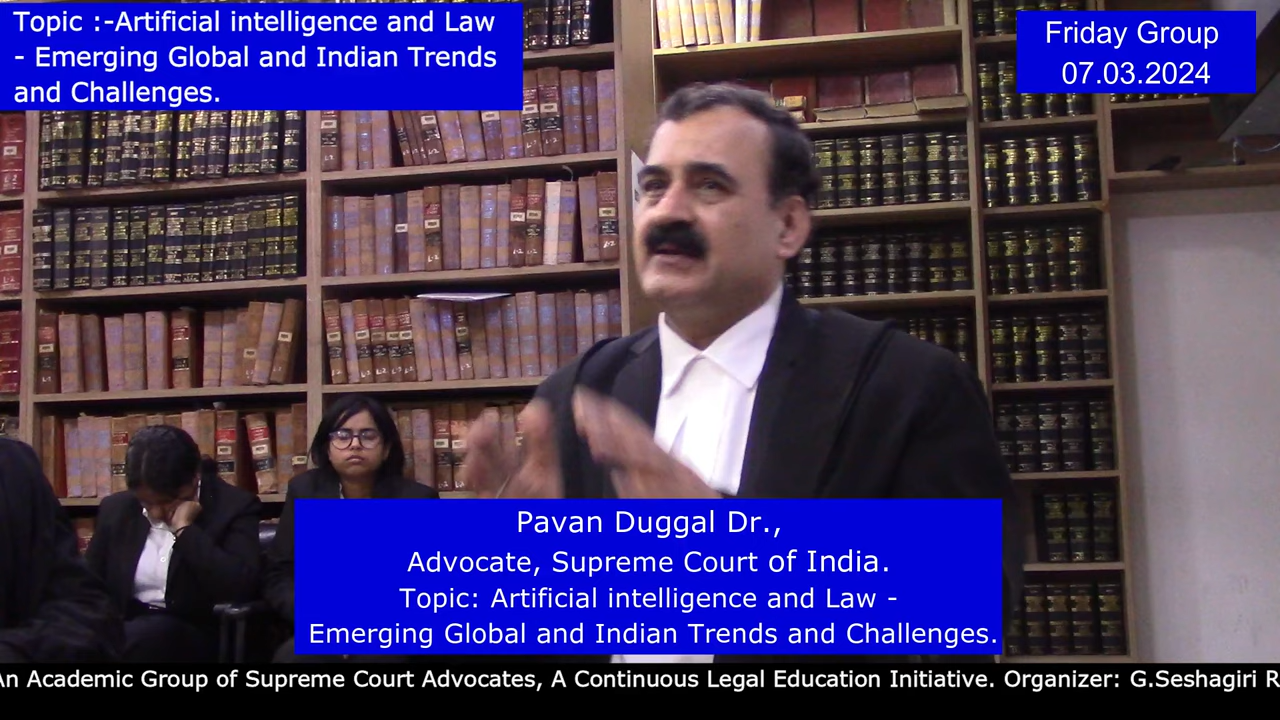 Topic :-Artificial intelligence and Law
- Emerging Global and Indian Trends
and Challenges.
Friday Group
07.03.2024
Pavan Duggal Dr.,
Advocate, Supreme Court of India.
Topic: Artificial intelligence and Law -
Emerging Global and Indian Trends and Challenges.
An Academic Group of Supreme Court Advocates, A Continuous Legal Education Initiative. Organizer: G.Seshagiri R